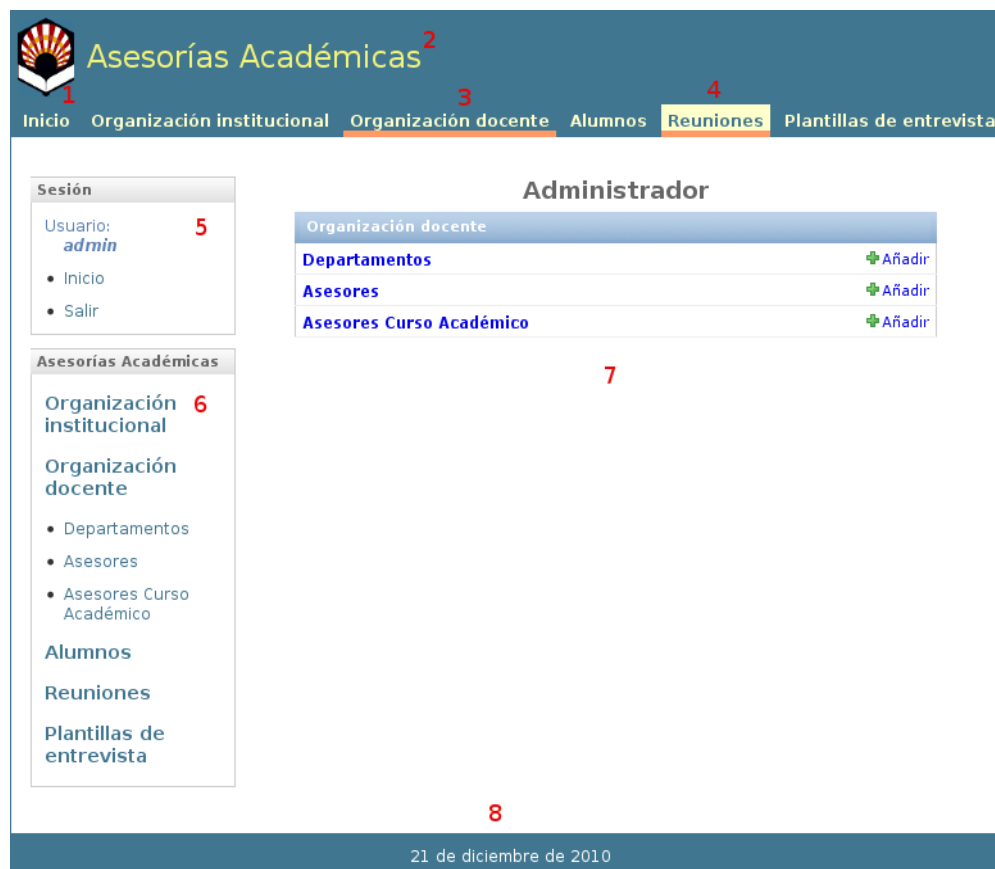 Asesorías Académicas 2
1 3 4
Inicio Organización institucional Organización docente Alumnos Reuniones Plantillas de entrevista
Sesión
Usuario: 5
admin
Inicio
Salir
Asesorías Académicas
Organización 6
institucional
Organización
docente
Departamentos
Asesores
Asesores Curso
Académico
Alumnos
Reuniones
Plantillas de
entrevista
Administrador
Organización docente
Departamentos Añadir
Asesores Añadir
Asesores Curso Académico Añadir
7
8
21 de diciembre de 2010